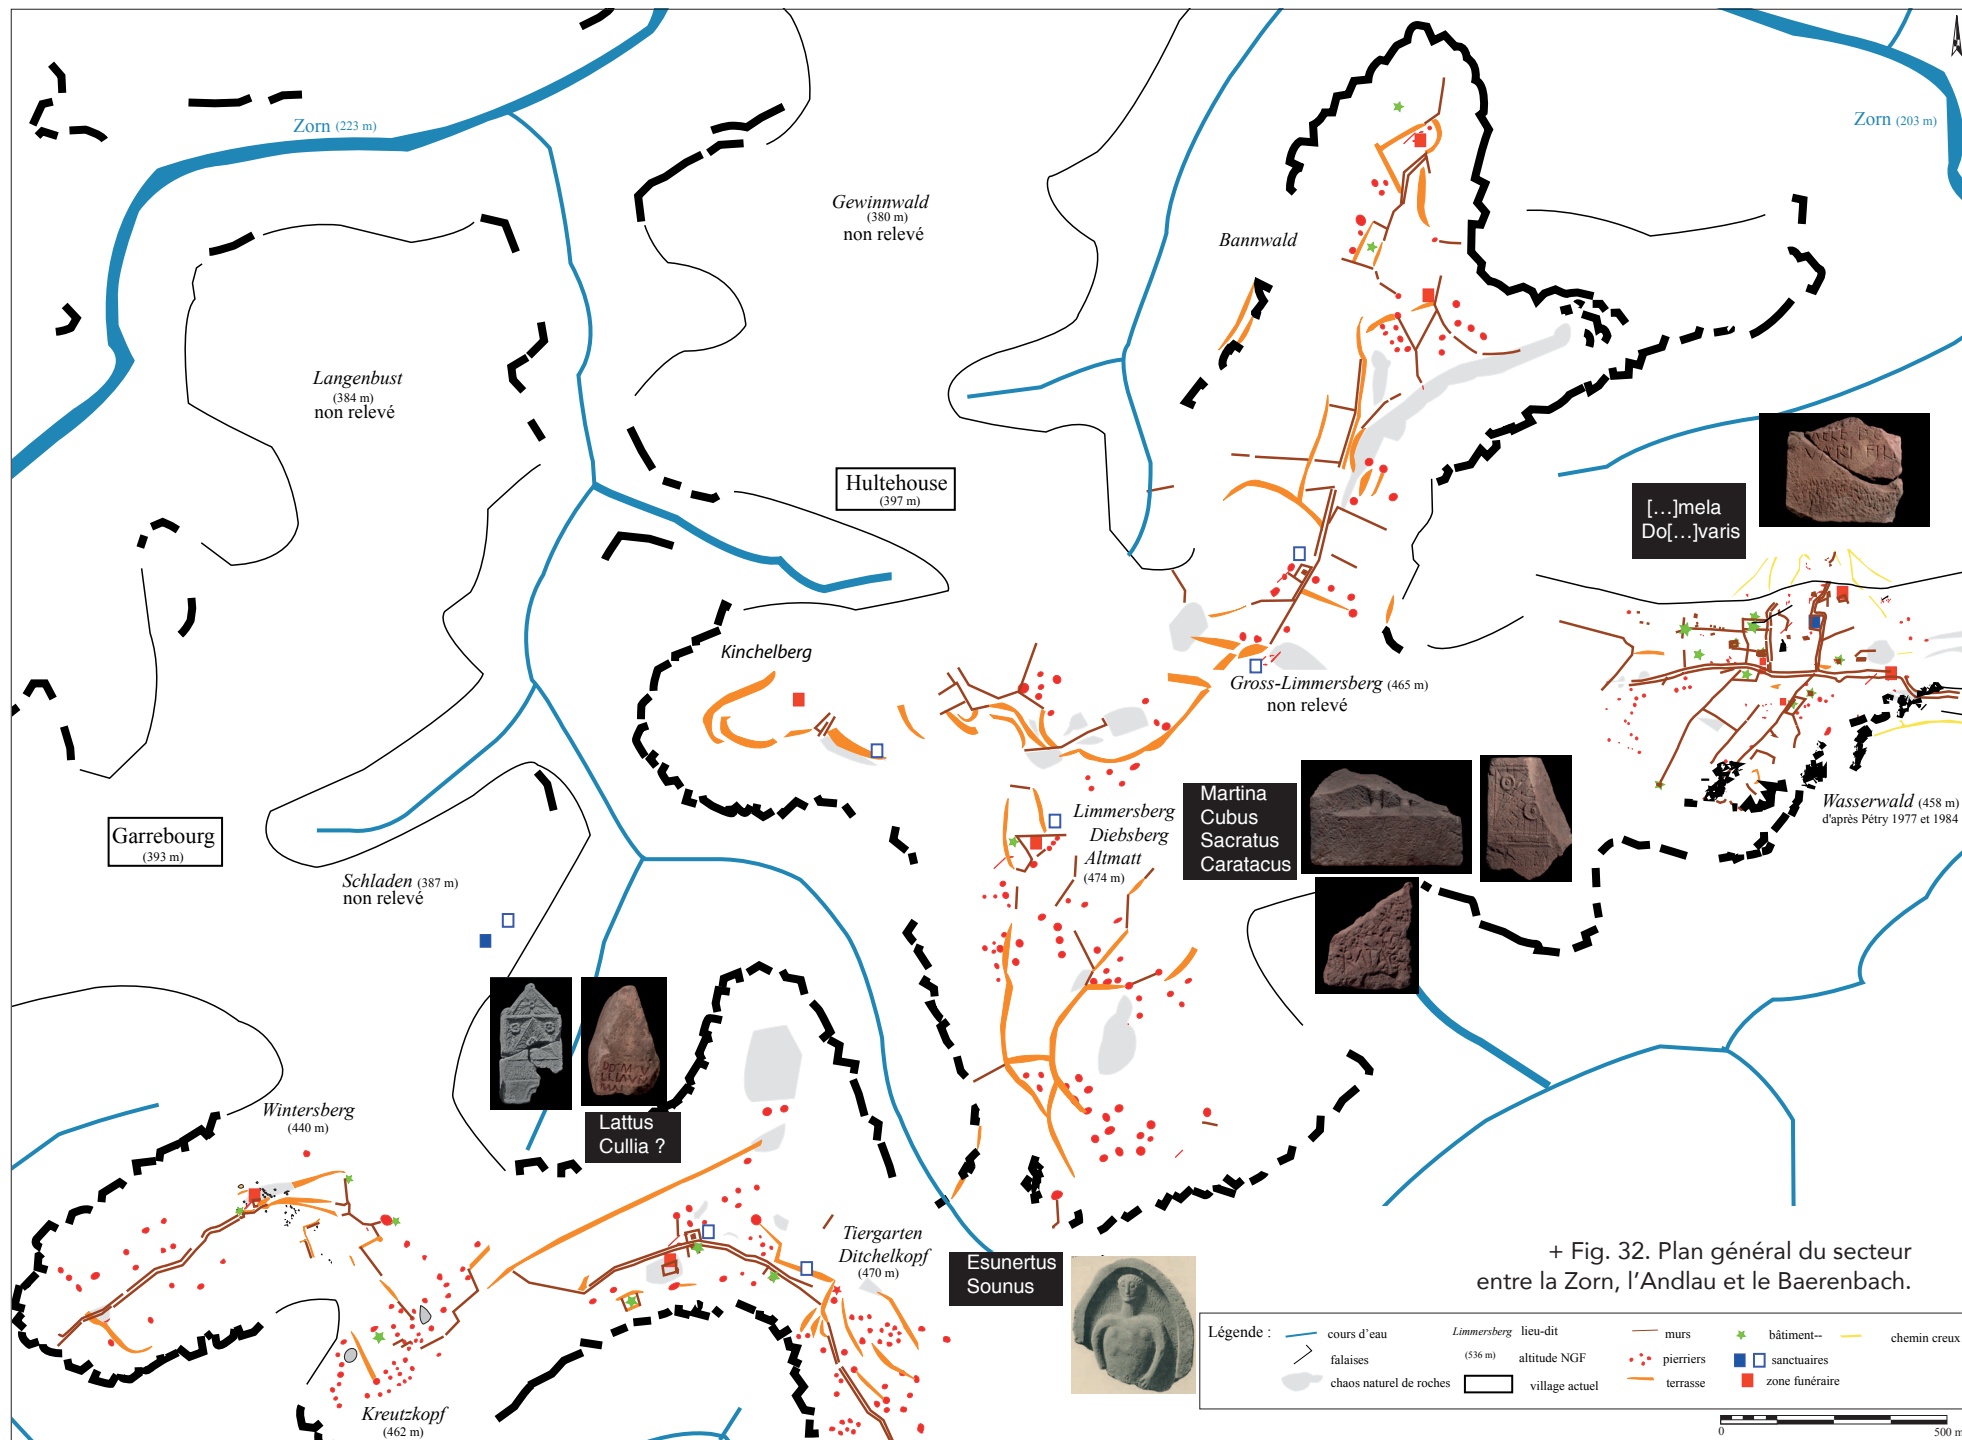 Zorn (223 m)
Zorn (203 m)
Gewinnwald
(380 m)
non relevé
Bannwald
Langenbust
(384 m)
non relevé
Hultehouse
(397 m)
[...]mela
Do[...]varis
VARI FIL
Kinchelberg
Gross-Limmersberg (465 m)
non relevé
Garrebourg
(393 m)
Schladen (387 m)
non relevé
Limmersberg
Diebsberg
Altmatt
(474 m)
Martina
Cubus
Sacratus
Caratacus
Wasserwald (458 m)
d'après Pétry 1977 et 1984
Lattus
Cullia ?
Wintersberg
(440 m)
Tiergarten
Ditchelkopf
(470 m)
Esunertus
Sounus
Kreutzkopf
(462 m)
+ Fig. 32. Plan général du secteur
entre la Zorn, l'Andlau et le Baerenbach.
Légende :
cours d'eau
falaises
chaos naturel de roches
Limmersberg lieu-dit
(536 m) altitude NGF
village actuel
murs
pierriers
terrasse
bâtiment--
sanctuaires
zone funéraire
chemin creux
0 500 m